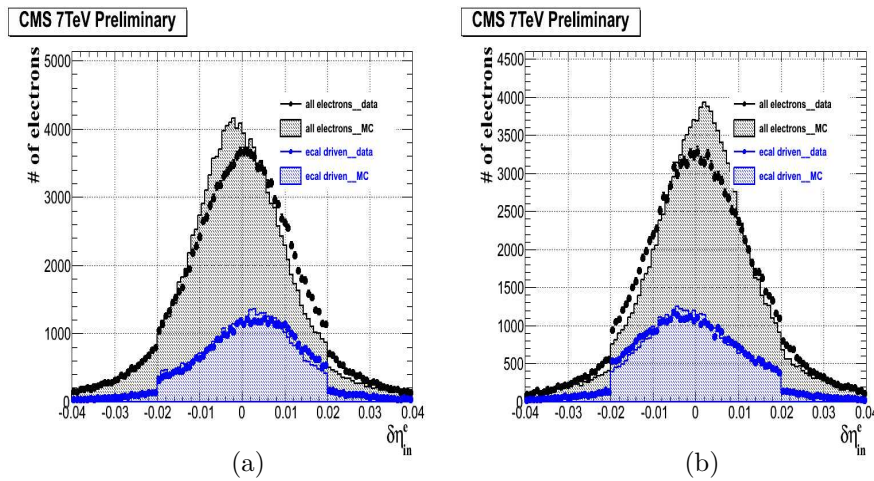 CMS 7TeV Preliminary
# of electrons
5000
4000
3000
2000
1000
0
-0.04 -0.03 -0.02 -0.01 0 0.01 0.02 0.03 0.04
δη^e_in
all electrons__data
all electrons__MC
ecal driven__data
ecal driven__MC
(a)
CMS 7TeV Preliminary
# of electrons
4500
4000
3500
3000
2500
2000
1500
1000
500
0
-0.04 -0.03 -0.02 -0.01 0 0.01 0.02 0.03 0.04
δη^e_in
all electrons__data
all electrons__MC
ecal driven__data
ecal driven__MC
(b)